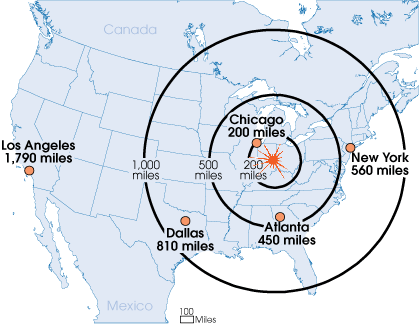 Canada
Chicago
200 miles
Los Angeles
1,790 miles
1,000
miles
500
miles
200
miles
New York
560 miles
Dallas
810 miles
Atlanta
450 miles
Mexico
100
Miles